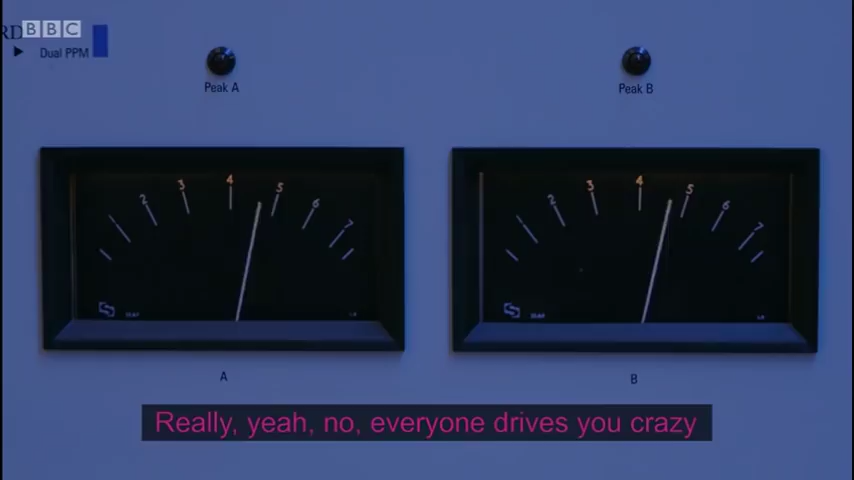 RD
BBC
Dual PPM
Peak A
Peak B
2 3 4 5 6 7
2 3 4 5 6 7
A
B
Really, yeah, no, everyone drives you crazy